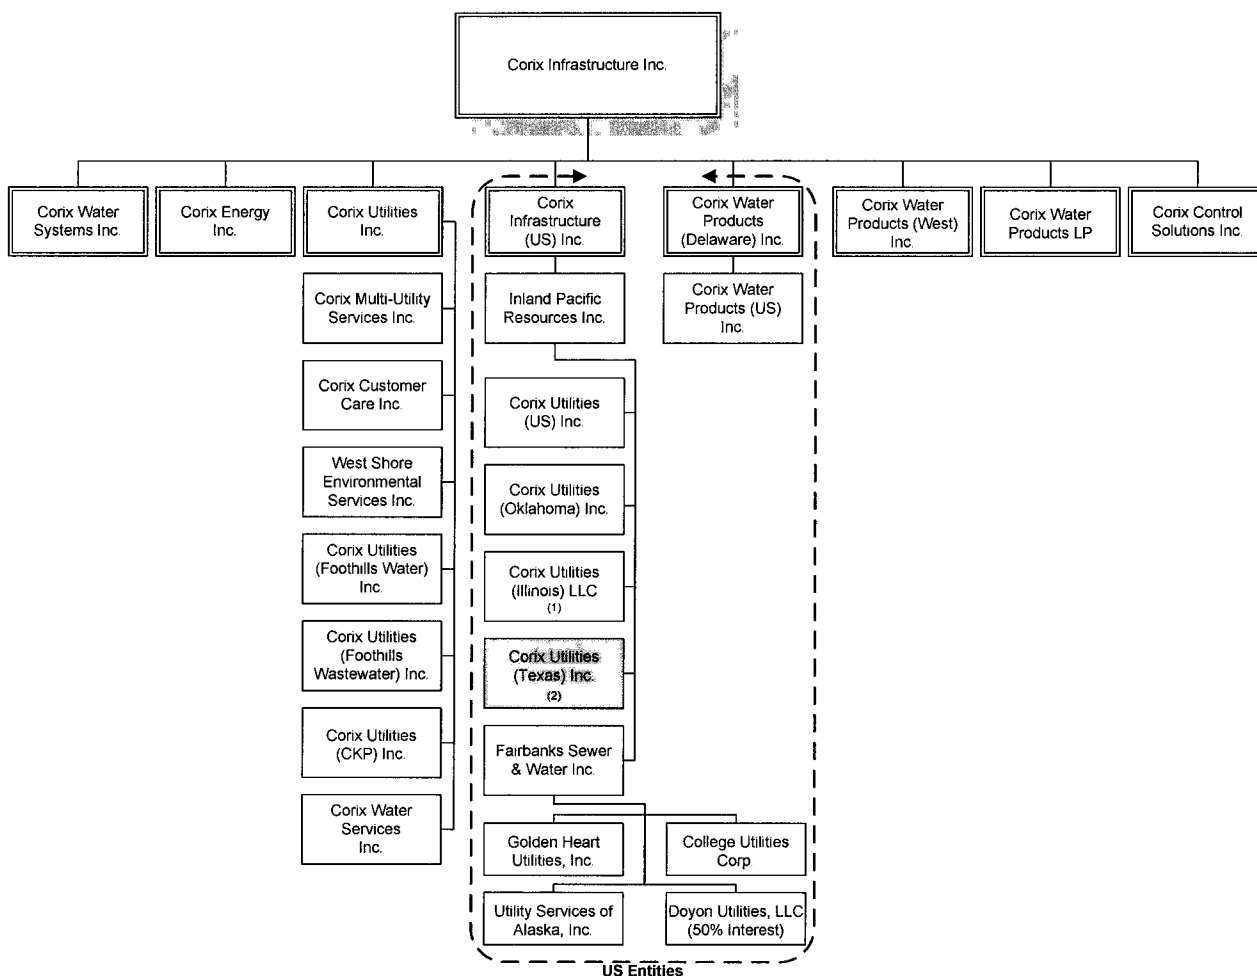 Corix Infrastructure Inc.
Corix Water
Systems Inc.
Corix Energy
Inc.
Corix Utilities
Inc.
Corix
Infrastructure
(US) Inc.
Corix Water
Products
(Delaware) Inc.
Corix Water
Products (West)
Inc.
Corix Water
Products LP
Corix Control
Solutions Inc.
Corix Multi-Utility
Services Inc.
Inland Pacific
Resources Inc.
Corix Water
Products (US)
Inc.
Corix Customer
Care Inc.
Corix Utilities
(US) Inc.
West Shore
Environmental
Services Inc.
Corix Utilities
(Oklahoma) Inc.
Corix Utilities
(Foothills Water)
Inc.
Corix Utilities
(Illinois) LLC
(1)
Corix Utilities
(Foothills
Wastewater) Inc.
Corix Utilities
(Texas) Inc.
(2)
Corix Utilities
(CKP) Inc.
Fairbanks Sewer
& Water Inc.
Corix Water
Services
Inc.
Golden Heart
Utilities, Inc.
College Utilities
Corp
Utility Services of
Alaska, Inc.
Doyon Utilities, LLC
(50% Interest)
US Entities